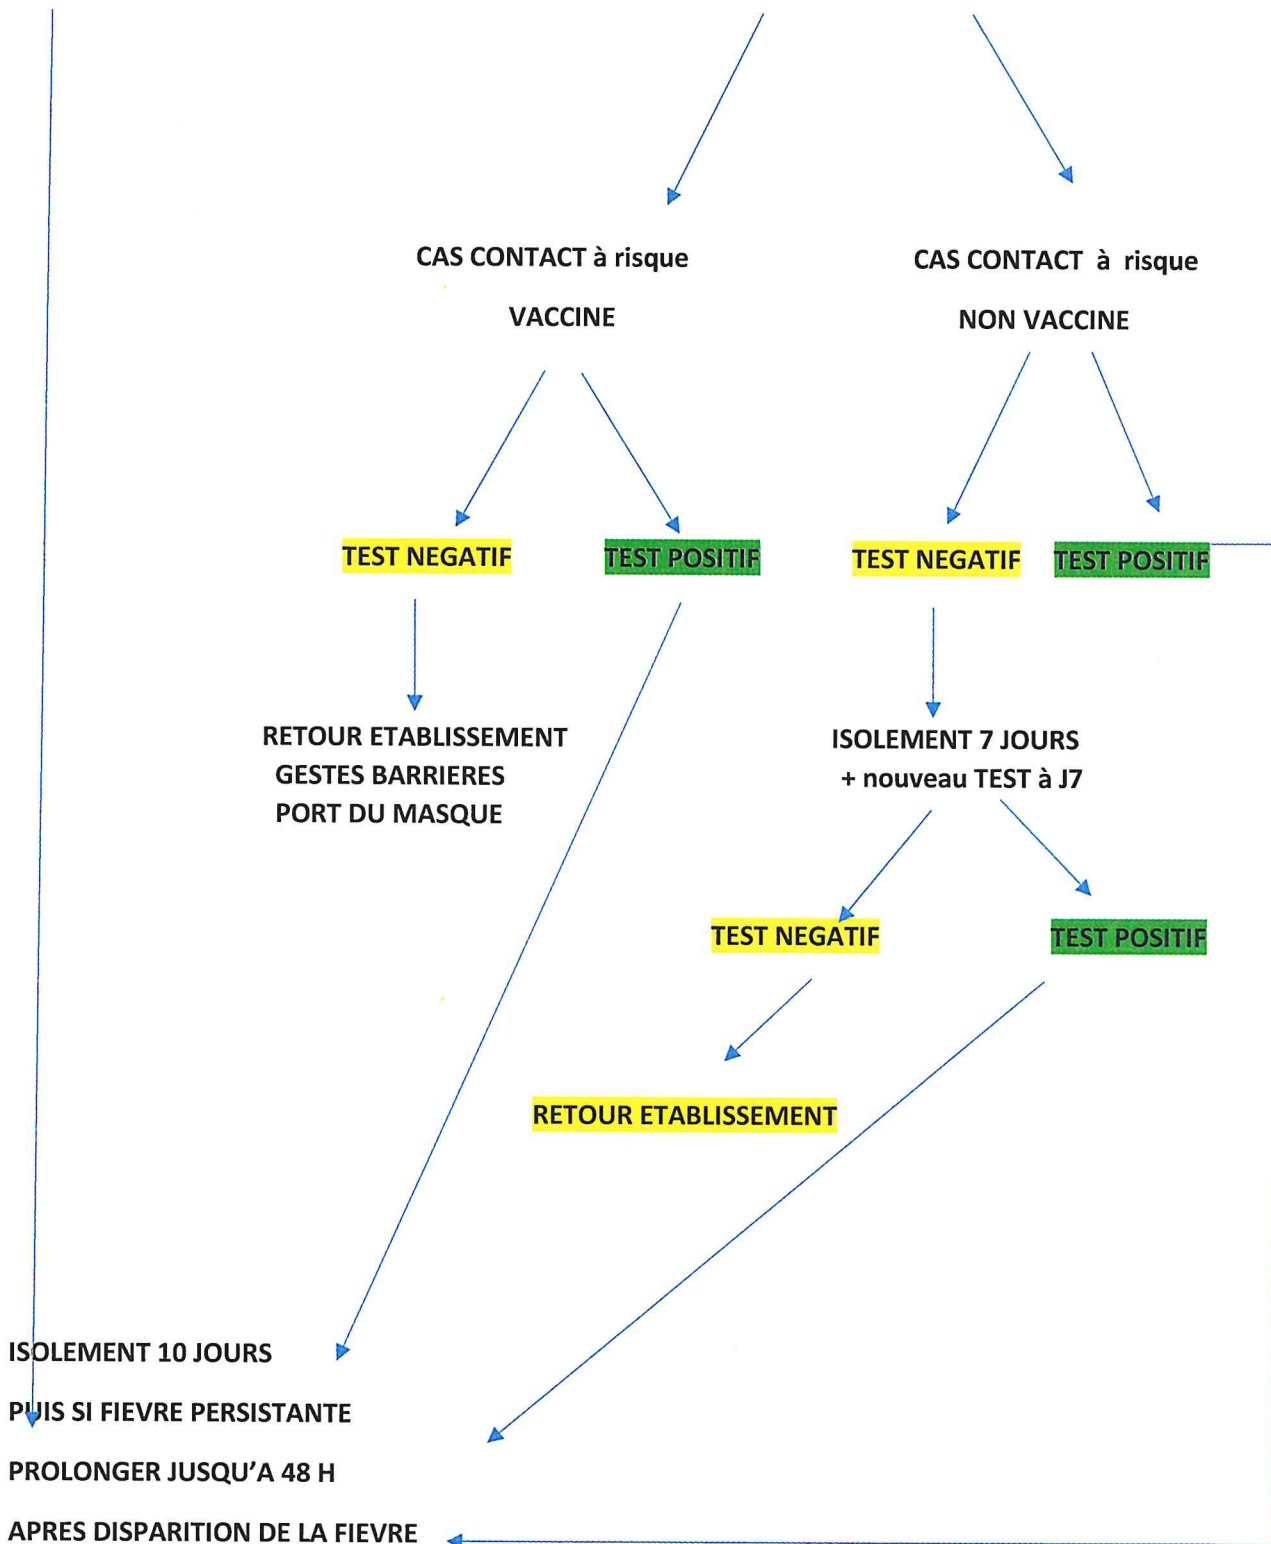 CAS CONTACT à risque
VACCINE
CAS CONTACT à risque
NON VACCINE
TEST NEGATIF
TEST POSITIF
TEST NEGATIF
TEST POSITIF
RETOUR ETABLISSEMENT
GESTES BARRIERES
PORT DU MASQUE
ISOLEMENT 7 JOURS
+ nouveau TEST à J7
TEST NEGATIF
TEST POSITIF
RETOUR ETABLISSEMENT
ISOLEMENT 10 JOURS
PUIS SI FIEVRE PERSISTANTE
PROLONGER JUSQU'A 48 H
APRES DISPARITION DE LA FIEVRE